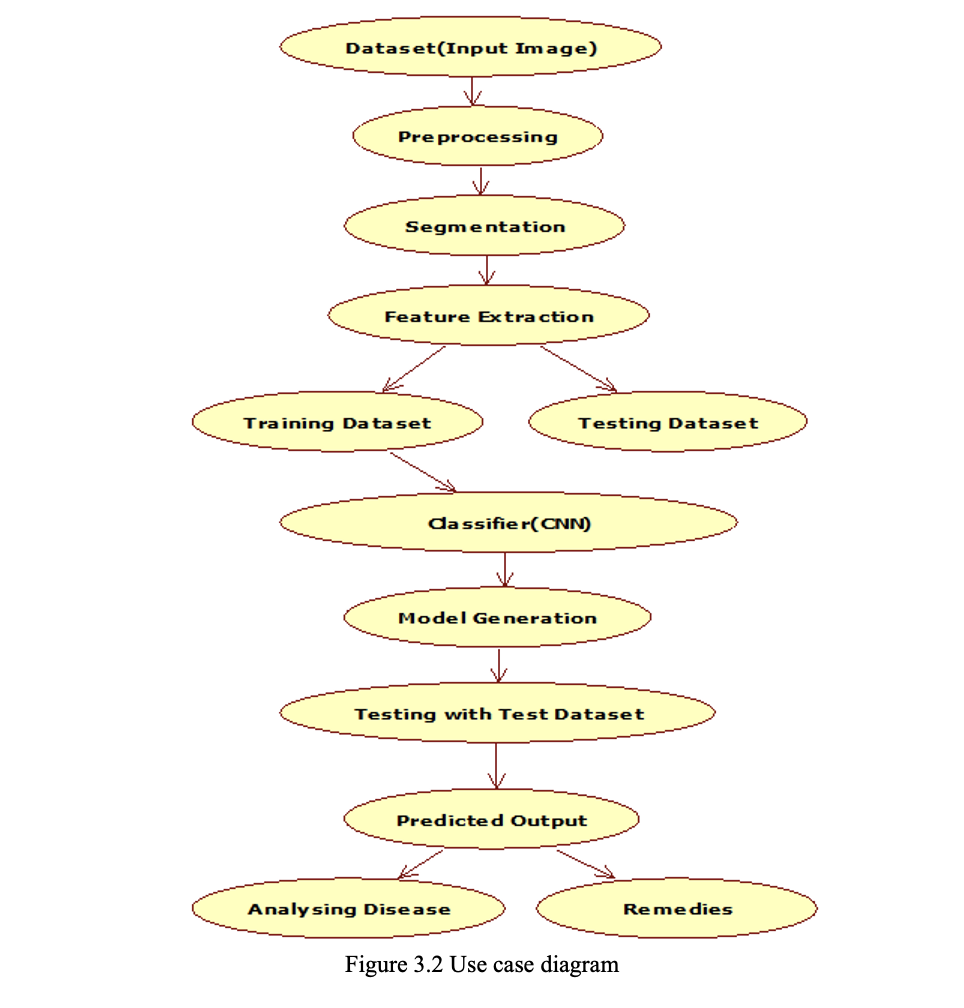 Dataset(Input Image)
Preprocessing
Segmentation
Feature Extraction
Training Dataset
Testing Dataset
Classifier(CNN)
Model Generation
Testing with Test Dataset
Predicted Output
Analysing Disease
Remedies
Figure 3.2 Use case diagram